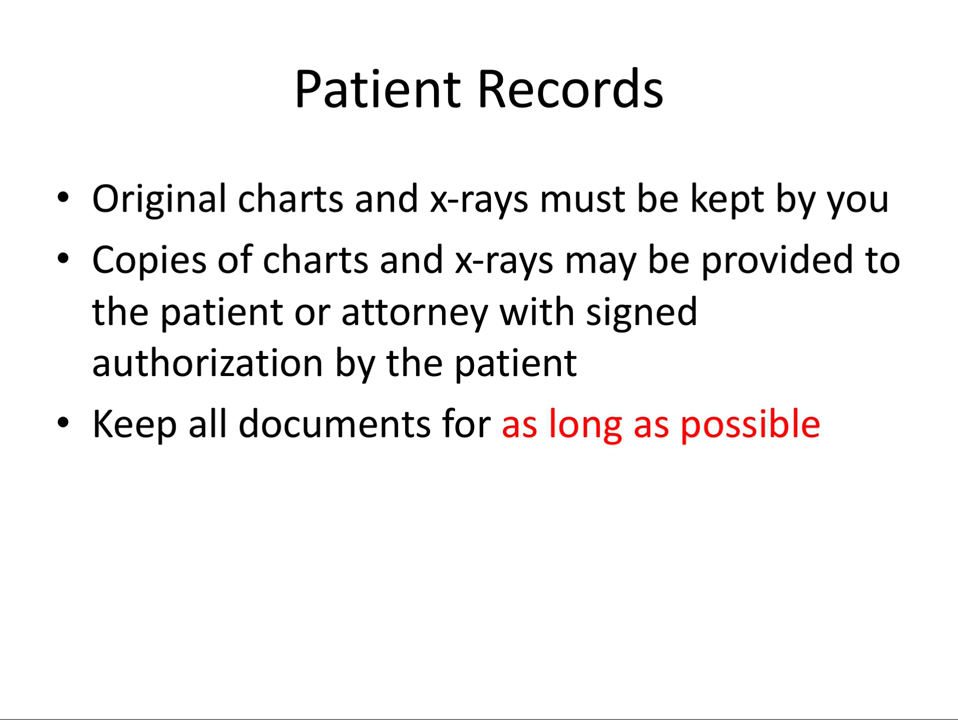 Patient Records
• Original charts and x-rays must be kept by you
• Copies of charts and x-rays may be provided to
the patient or attorney with signed
authorization by the patient
• Keep all documents for as long as possible